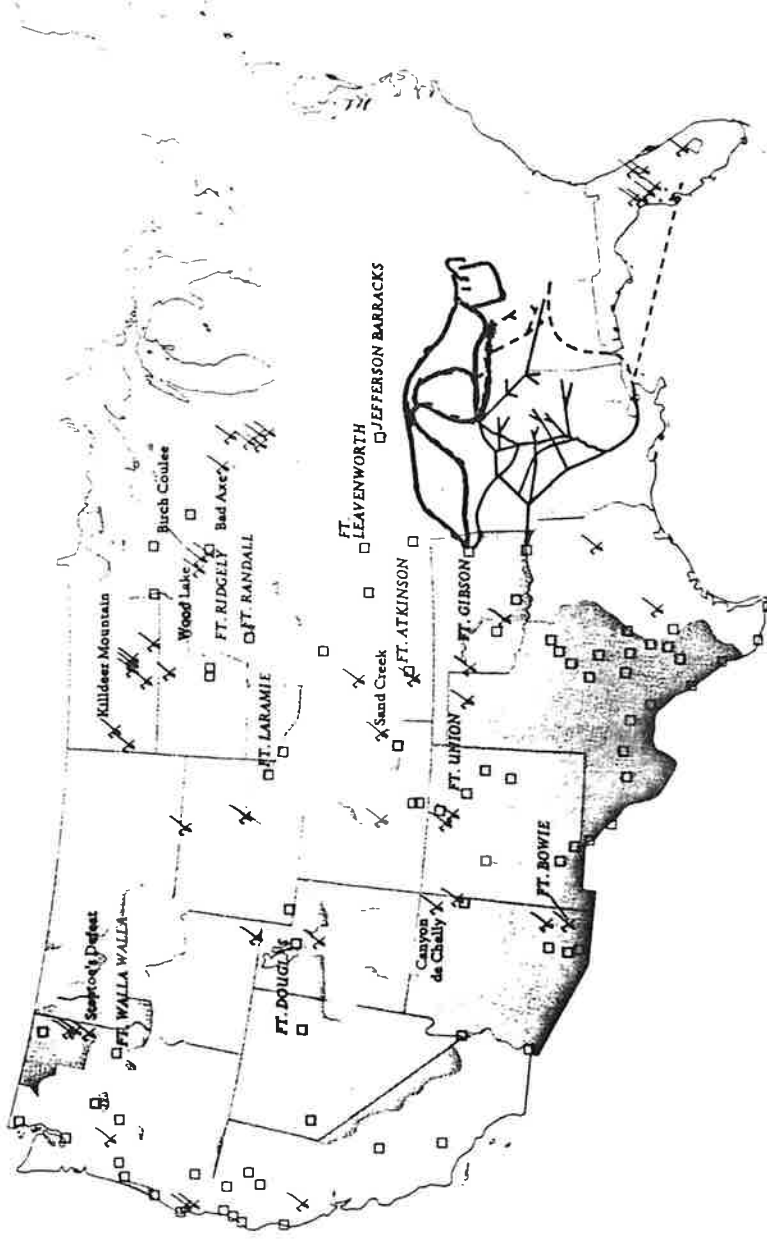 Steptoe's Defeat
FT. WALLA WALLA
Killdeer Mountain
Birch Coulee
Wood Lake
Bad Axe
FT. RIDGELY
FT. RANDALL
FT. LARAMIE
FT. DOUGLAS
FT.
LEAVENWORTH
JEFFERSON BARRACKS
Sand Creek
FT. ATKINSON
Canyon
de Chally
FT. UNION
FT. GIBSON
FT. BOWIE